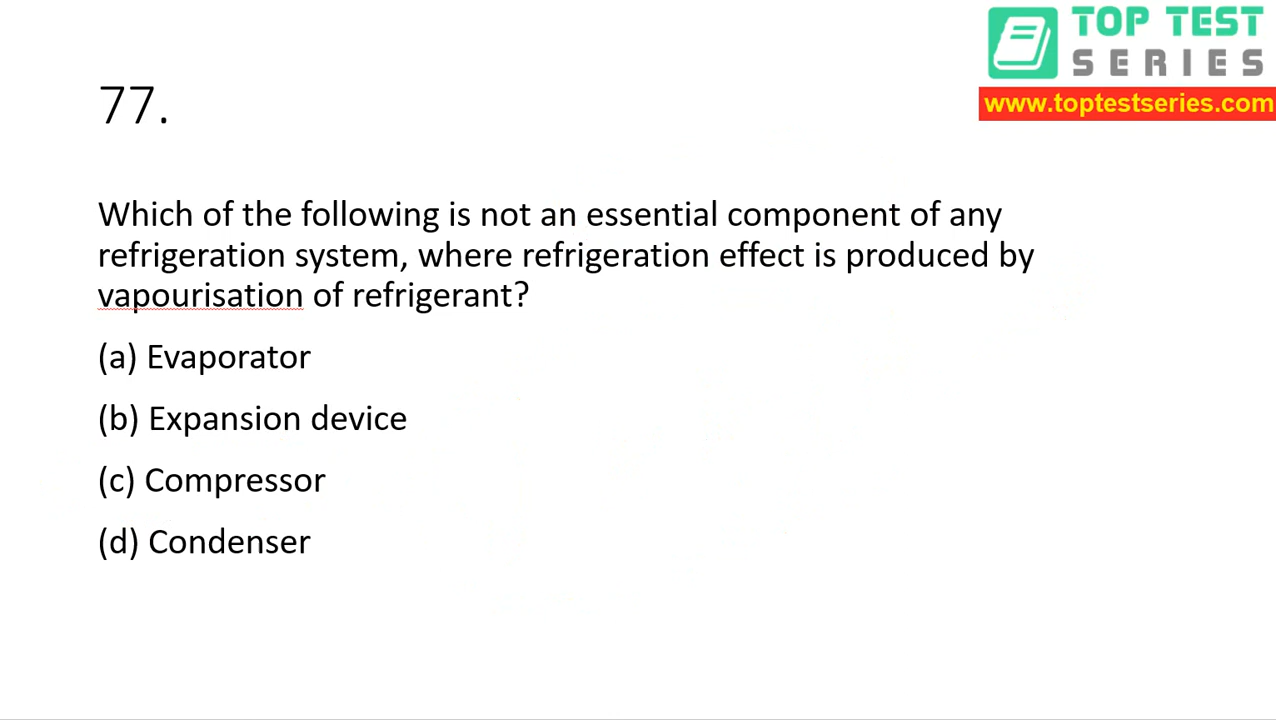 TOP TEST
SERIES
www.toptestseries.com
77.
Which of the following is not an essential component of any
refrigeration system, where refrigeration effect is produced by
vapourisation of refrigerant?
(a) Evaporator
(b) Expansion device
(c) Compressor
(d) Condenser